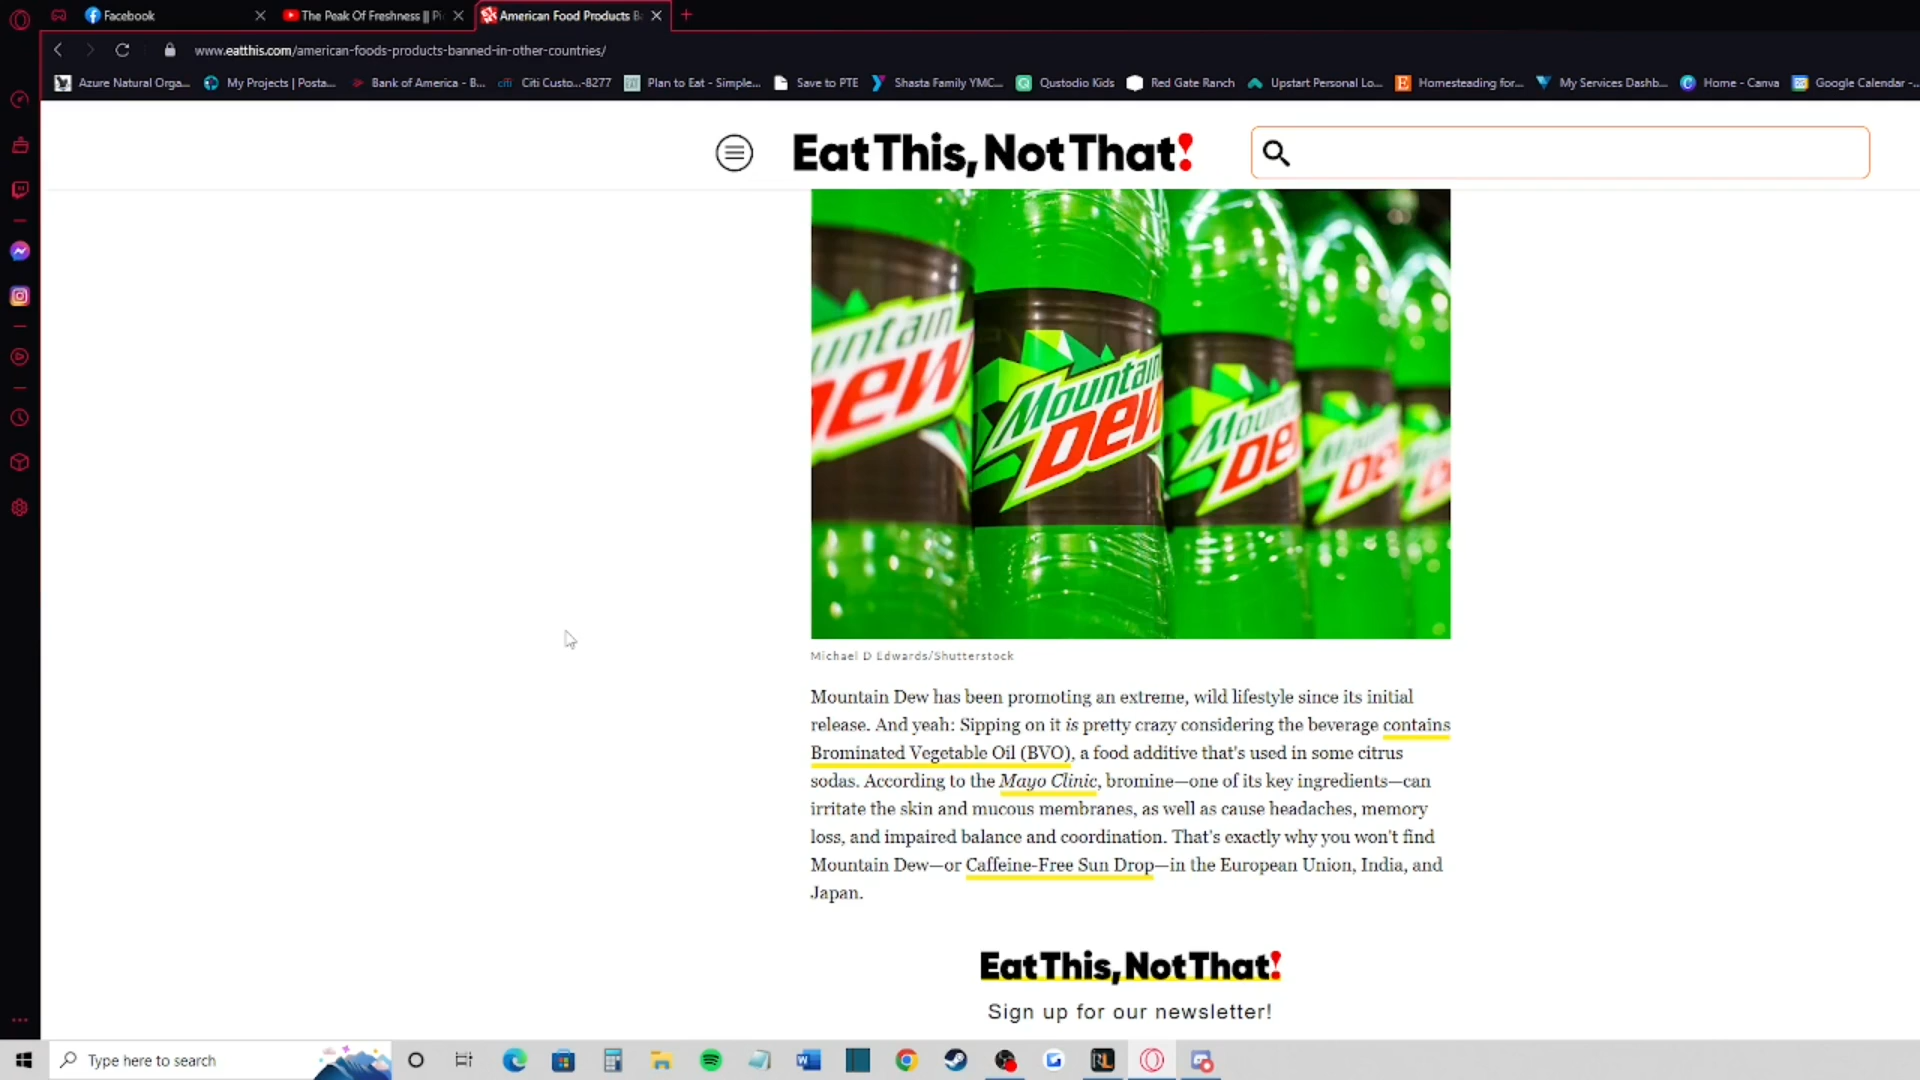 Facebook
The Peak Of Freshness || Pi
American Food Products B
www.eatthis.com/american-foods-products-banned-in-other-countries/
Azure Natural Orga...
My Projects | Posta...
Bank of America - B...
citi
Citi Custo...-8277
Plan to Eat - Simple...
Save to PTE
Shasta Family YMC...
Qustodio Kids
Red Gate Ranch
Upstart Personal Lo...
Homesteading for...
My Services Dashb...
Home - Canva
Google Calendar -...
Eat This, Not That!
untain
Dew
Mountain
Dew
Michael D Edwards/Shutterstock
Mountain Dew has been promoting an extreme, wild lifestyle since its initial
release. And yeah: Sipping on it is pretty crazy considering the beverage contains
Brominated Vegetable Oil (BVO), a food additive that's used in some citrus
sodas. According to the Mayo Clinic, bromine—one of its key ingredients—can
irritate the skin and mucous membranes, as well as cause headaches, memory
loss, and impaired balance and coordination. That's exactly why you won't find
Mountain Dew—or Caffeine-Free Sun Drop—in the European Union, India, and
Japan.
Eat This, Not That!
Sign up for our newsletter!
Type here to search